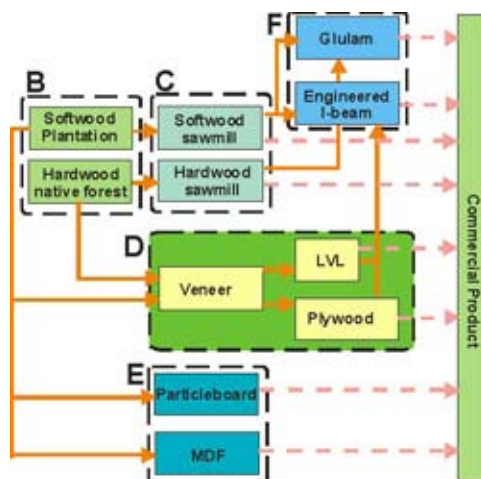 F
Glulam
B
C
Engineered
I-beam
Softwood
Plantation
Softwood
sawmill
Hardwood
native forest
Hardwood
sawmill
Commercial Product
D
LVL
Veneer
Plywood
E
Particleboard
MDF